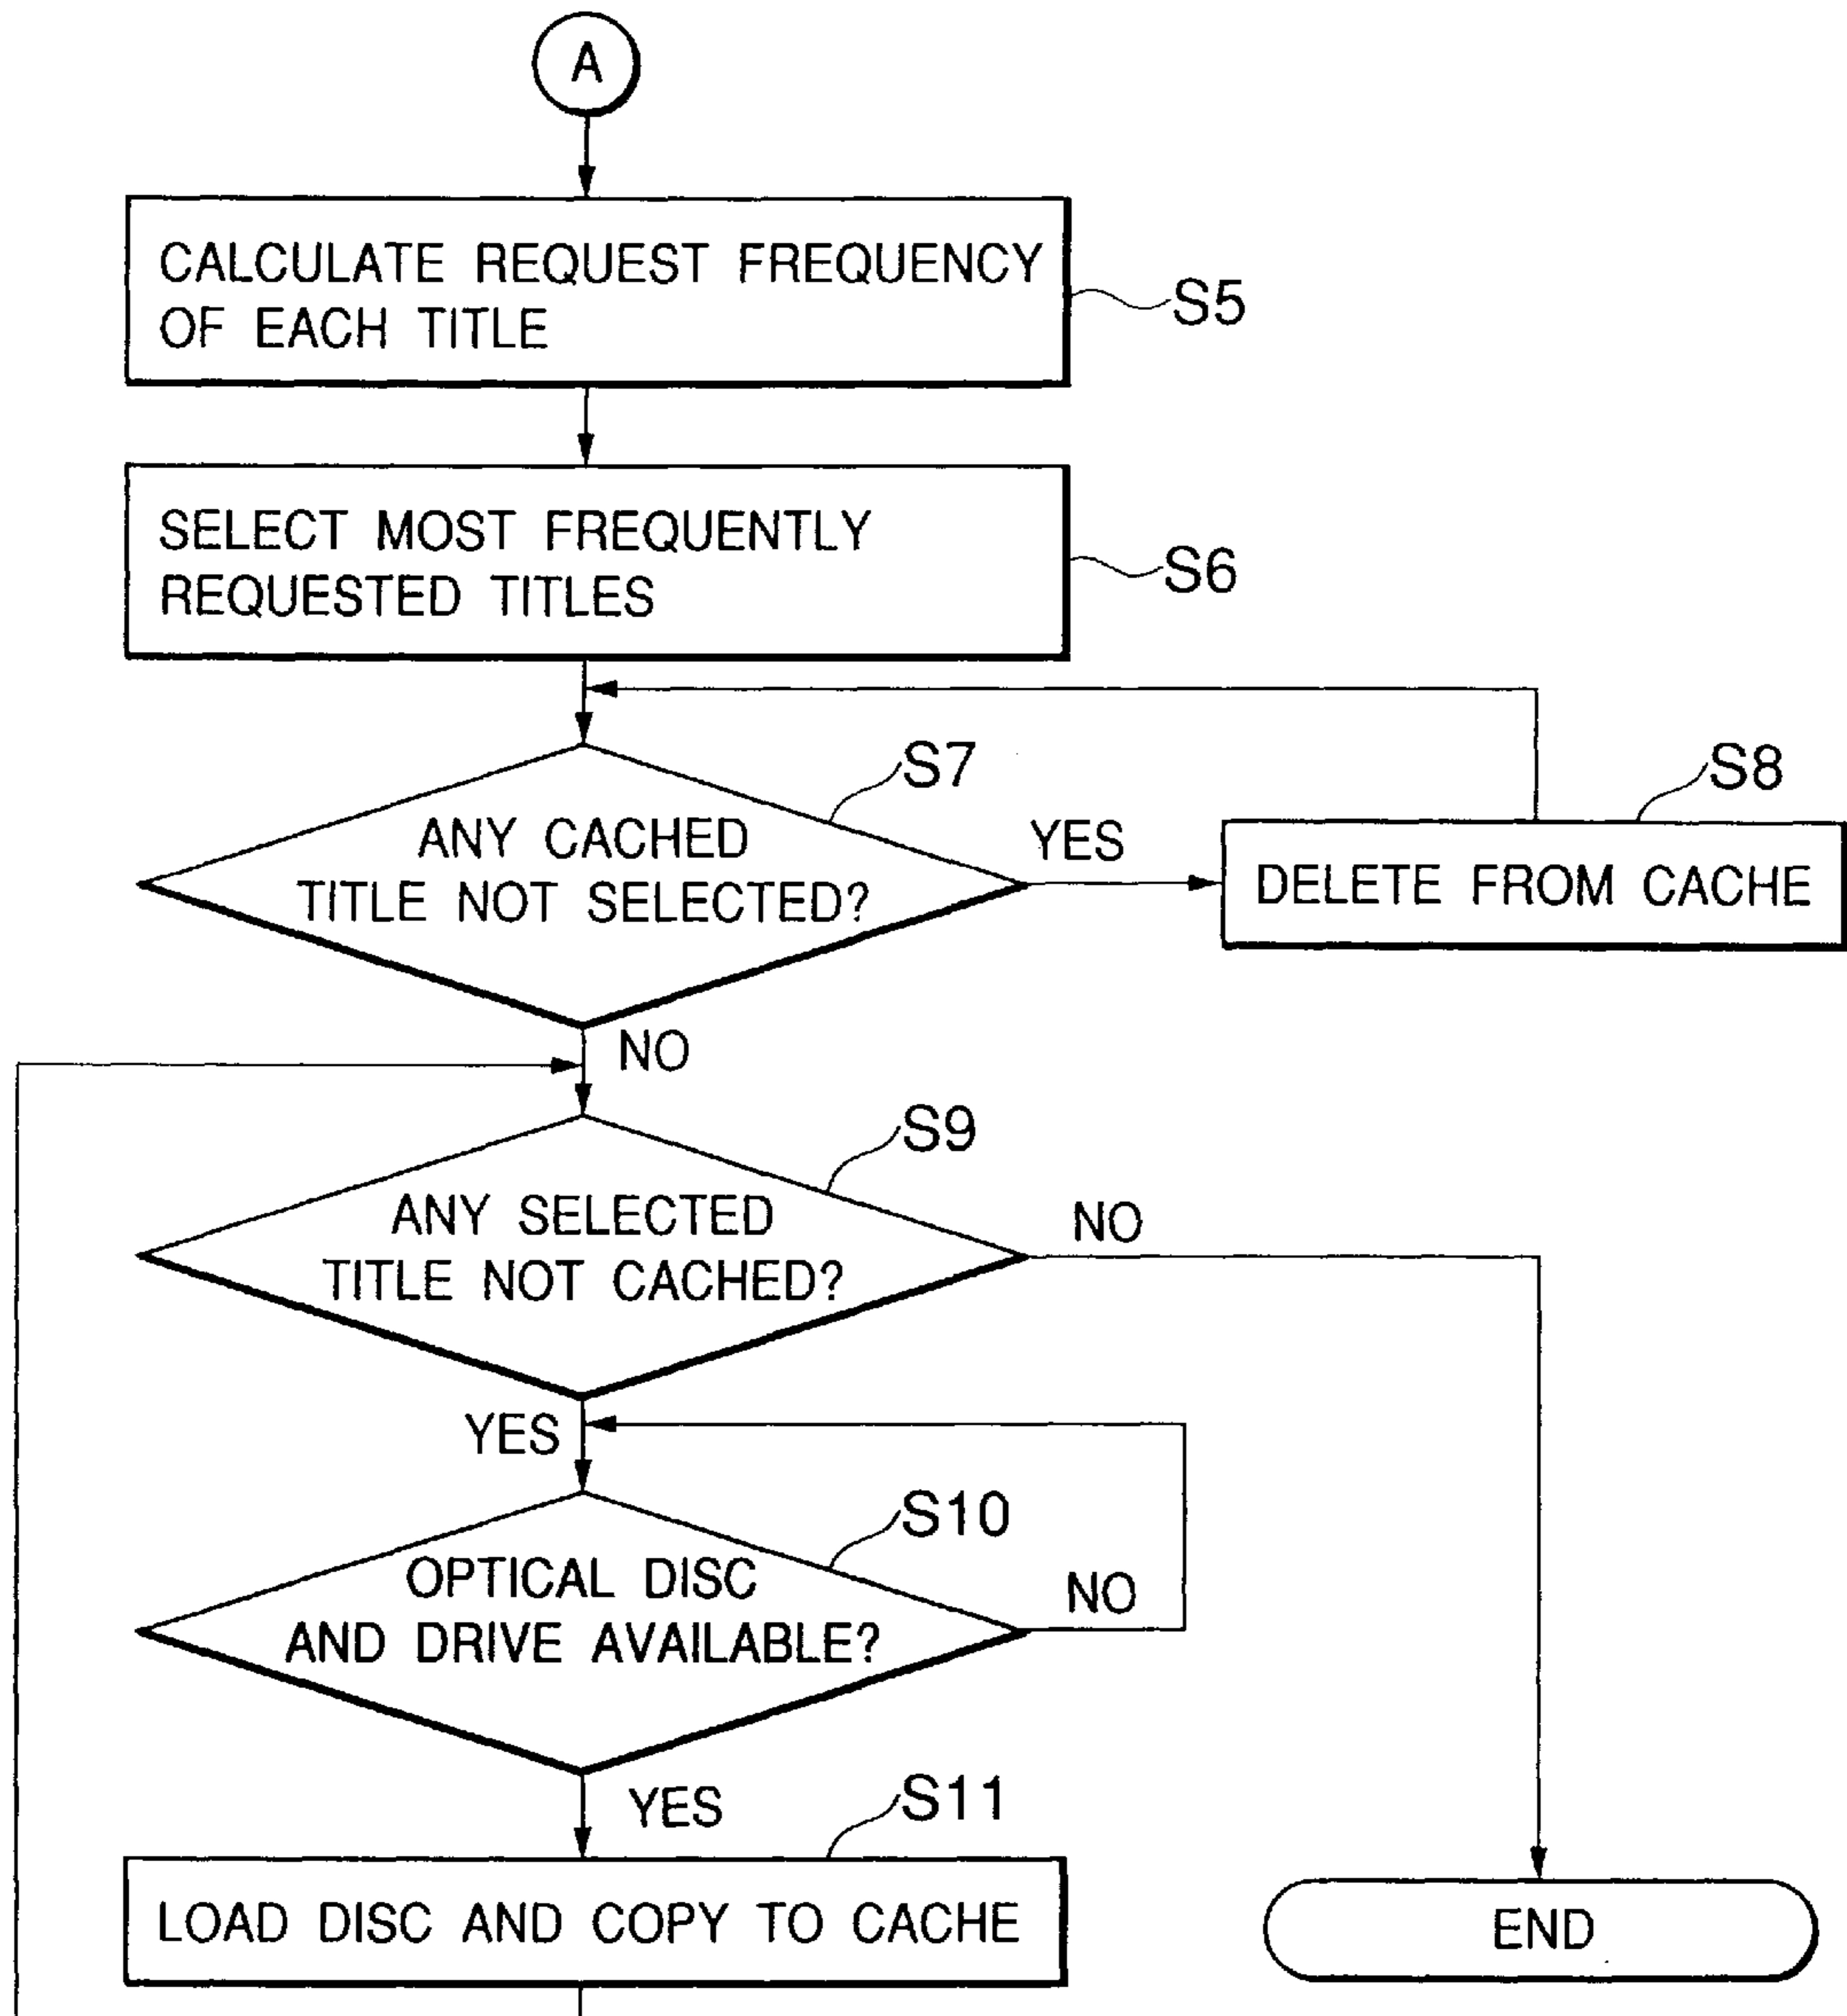 A
CALCULATE REQUEST FREQUENCY
OF EACH TITLE
S5
SELECT MOST FREQUENTLY
REQUESTED TITLES
S6
S7
ANY CACHED
TITLE NOT SELECTED?
YES
S8
DELETE FROM CACHE
NO
S9
ANY SELECTED
TITLE NOT CACHED?
NO
YES
S10
OPTICAL DISC
AND DRIVE AVAILABLE?
NO
YES
S11
LOAD DISC AND COPY TO CACHE
END